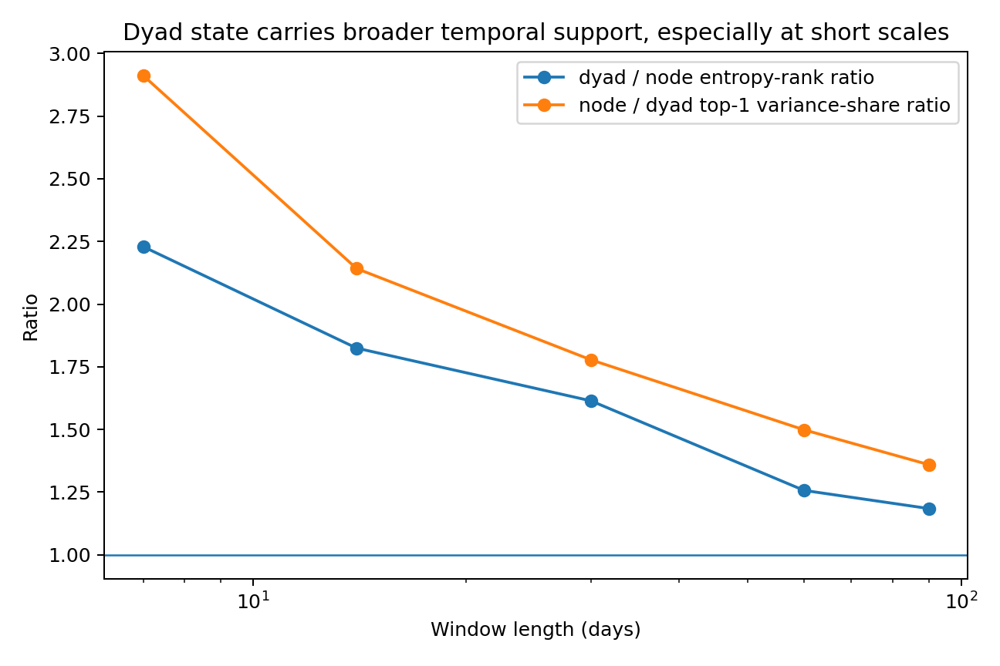 Dyad state carries broader temporal support, especially at short scales
3.00
2.75
2.50
2.25
2.00
1.75
1.50
1.25
1.00
Ratio
dyad / node entropy-rank ratio
node / dyad top-1 variance-share ratio
10¹
10²
Window length (days)